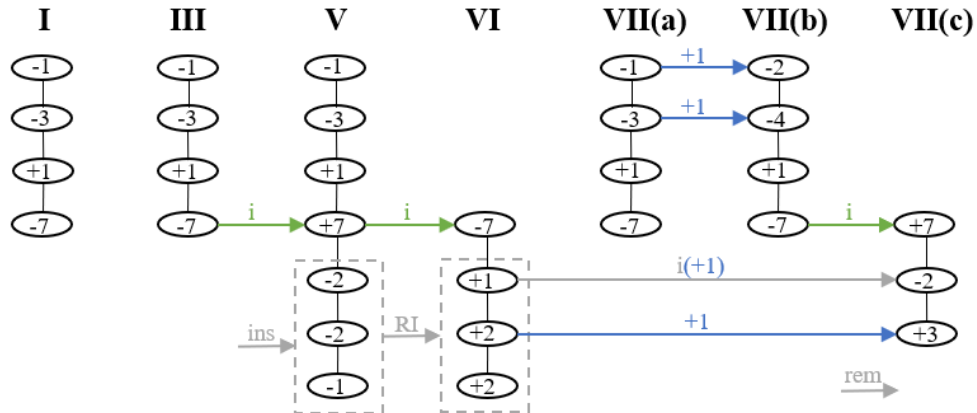 I III V VI VII(a) VII(b) VII(c)
-1 -1 -1 -1 +1 -2
-3 -3 -3 -3 +1 -4
+1 +1 +1 +1 +1
-7 -7 i +7 i -7 -7 -7 i +7
-2 +1 i(+1) -2
ins -2 RI +2 +1 +3
-1 +2 rem